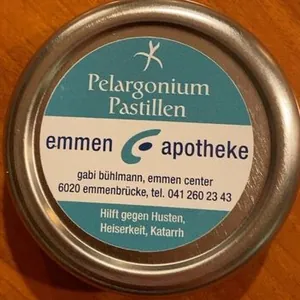 Pelargonium
Pastillen
emmen apotheke
gabi bühlmann, emmen center
6020 emmenbrücke, tel. 041 260 23 43
Hilft gegen Husten,
Heiserkeit, Katarrh